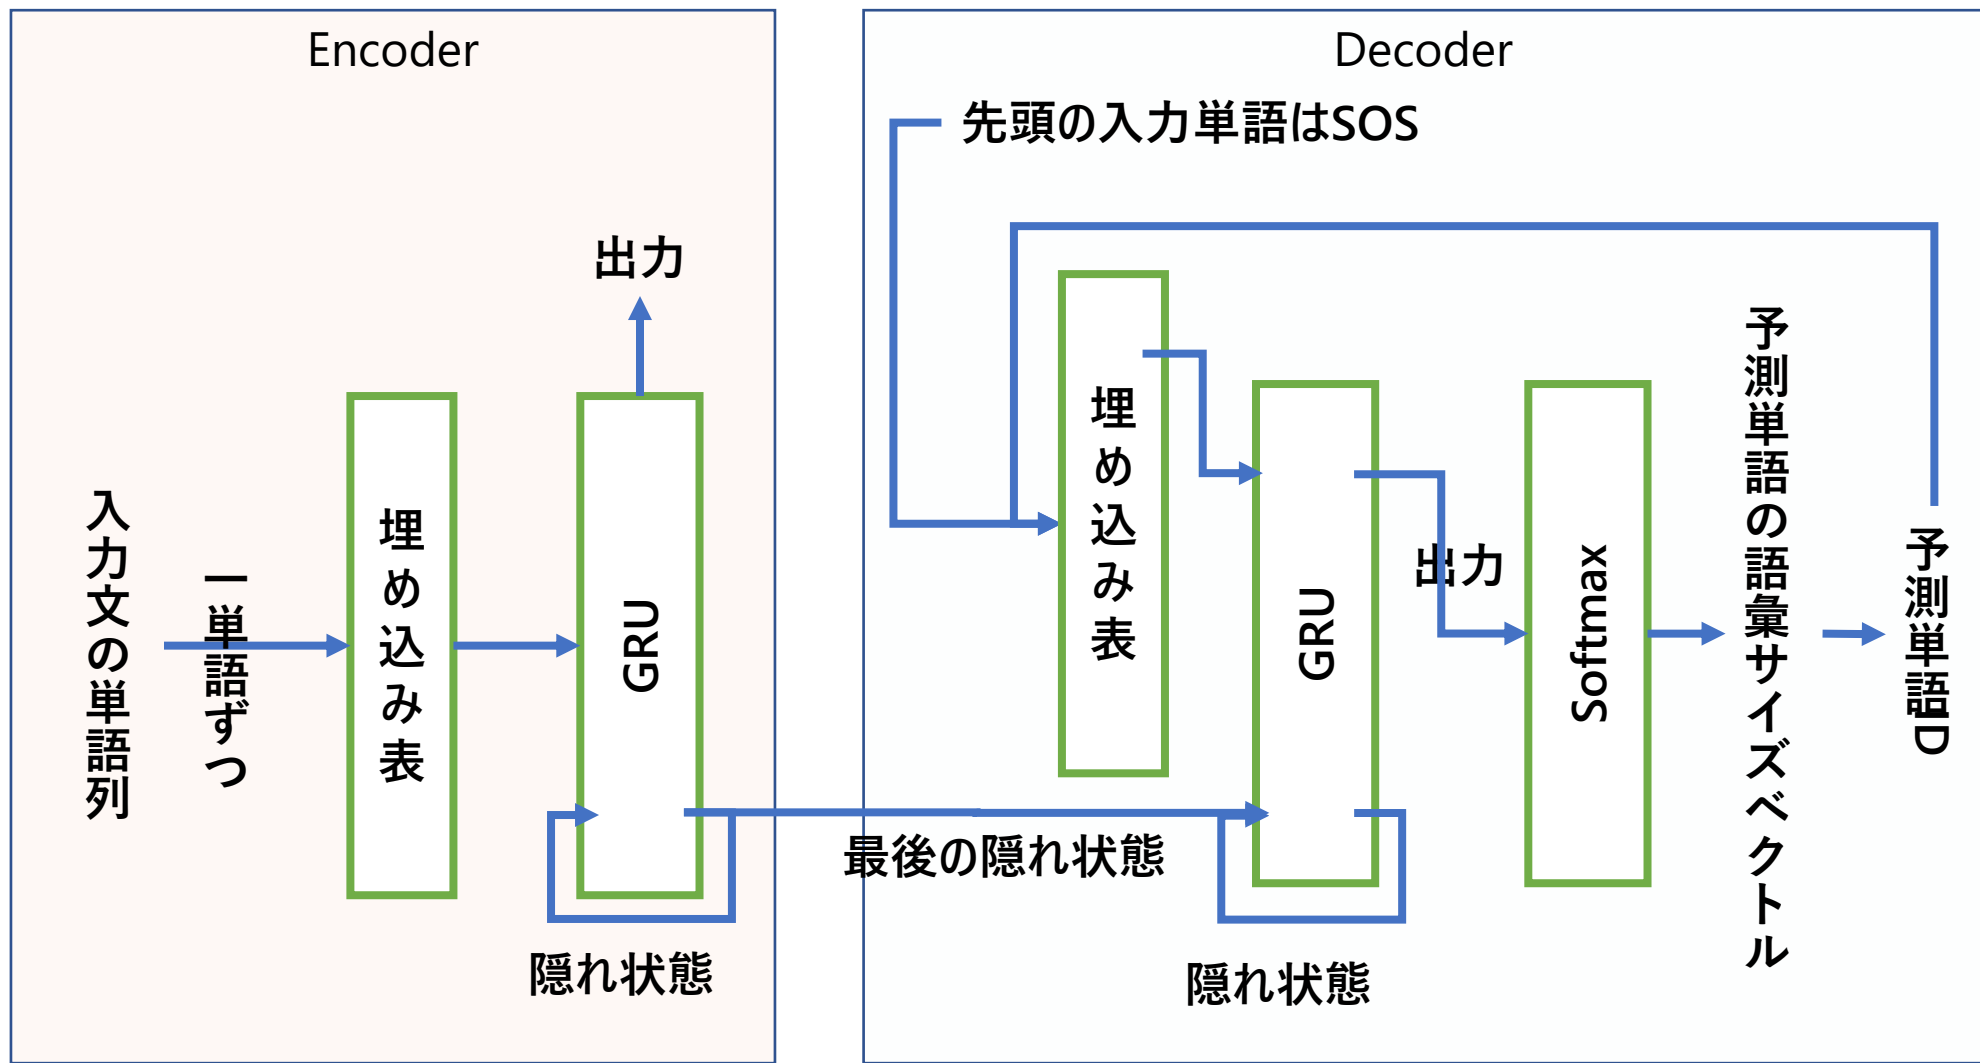 Encoder
出力
入力文の単語列
一単語ずつ
埋め込み表
GRU
隠れ状態
最後の隠れ状態
Decoder
先頭の入力単語はSOS
埋め込み表
GRU
出力
Softmax
予測単語の語彙サイズベクトル
予測単語ID
隠れ状態